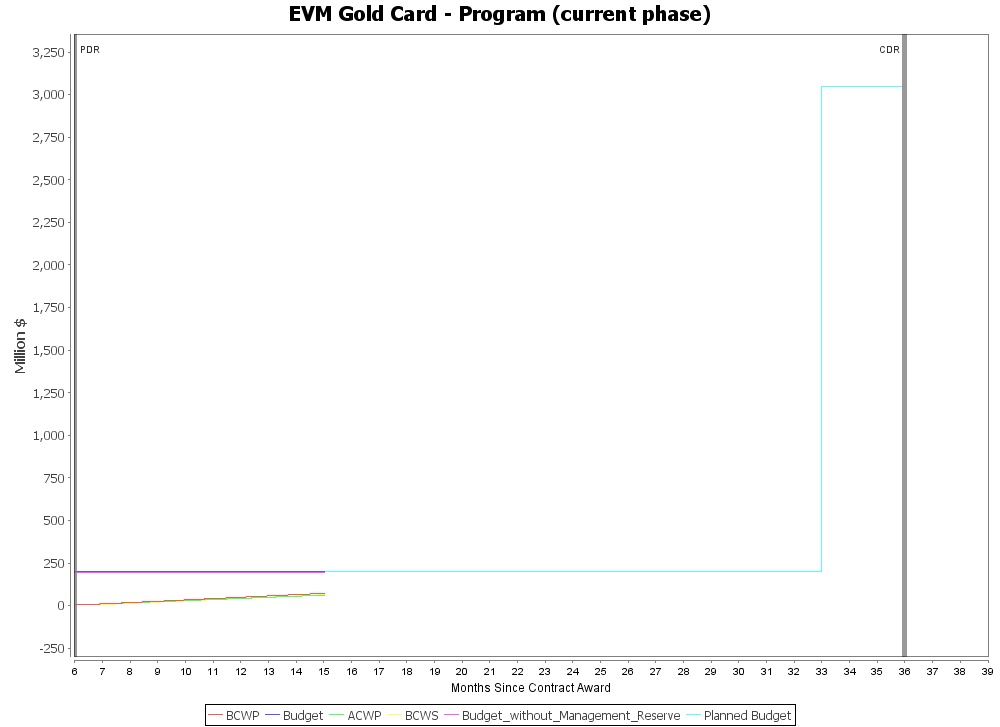 EVM Gold Card - Program (current phase)
PDR
CDR
3,250
3,000
2,750
2,500
2,250
2,000
1,750
1,500
1,250
1,000
750
500
250
0
-250
Million $
6 7 8 9 10 11 12 13 14 15 16 17 18 19 20 21 22 23 24 25 26 27 28 29 30 31 32 33 34 35 36 37 38 39
Months Since Contract Award
BCWP Budget ACWP BCWS Budget_without_Management_Reserve Planned Budget